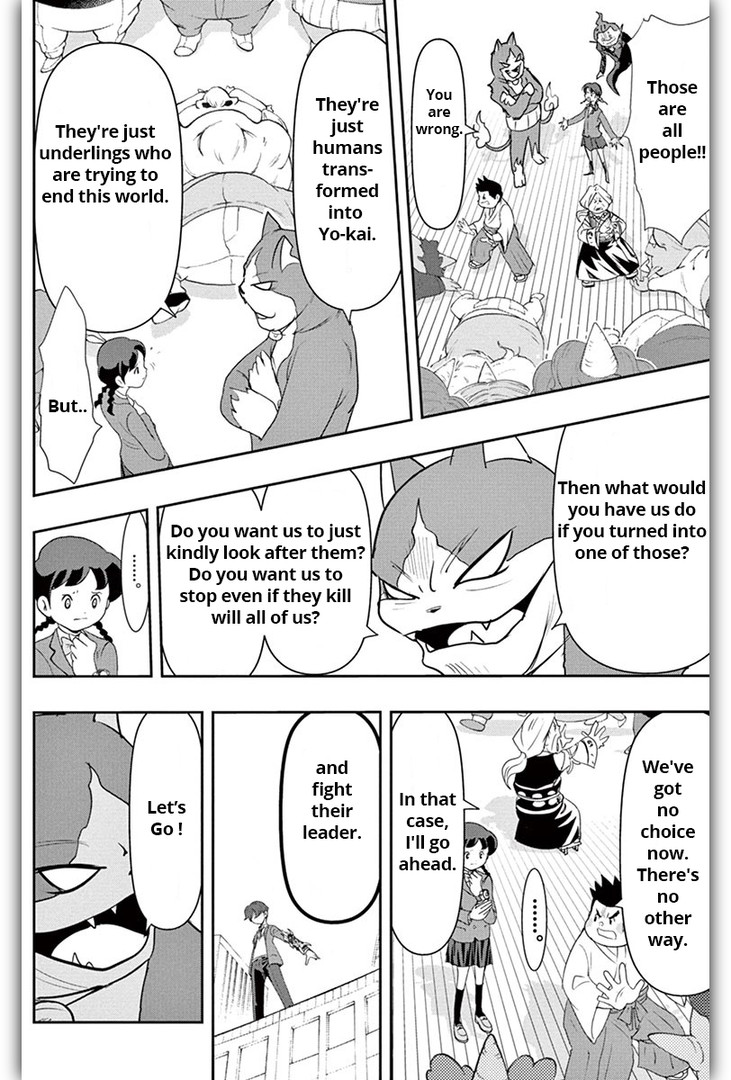 Those
are
all
people!!
You
are
wrong.
They're
just
humans
trans-
formed
into
Yo-kai.
They're just
underlings who
are trying to
end this world.
But..
Then what would
you have us do
if you turned into
one of those?
Do you want us to just
kindly look after them?
Do you want us to
stop even if they kill
will all of us?
......
We've
got
no
choice
now.
There's
no
other
way.
......
In that
case,
I'll go
ahead.
and
fight
their
leader.
Let’s
Go !